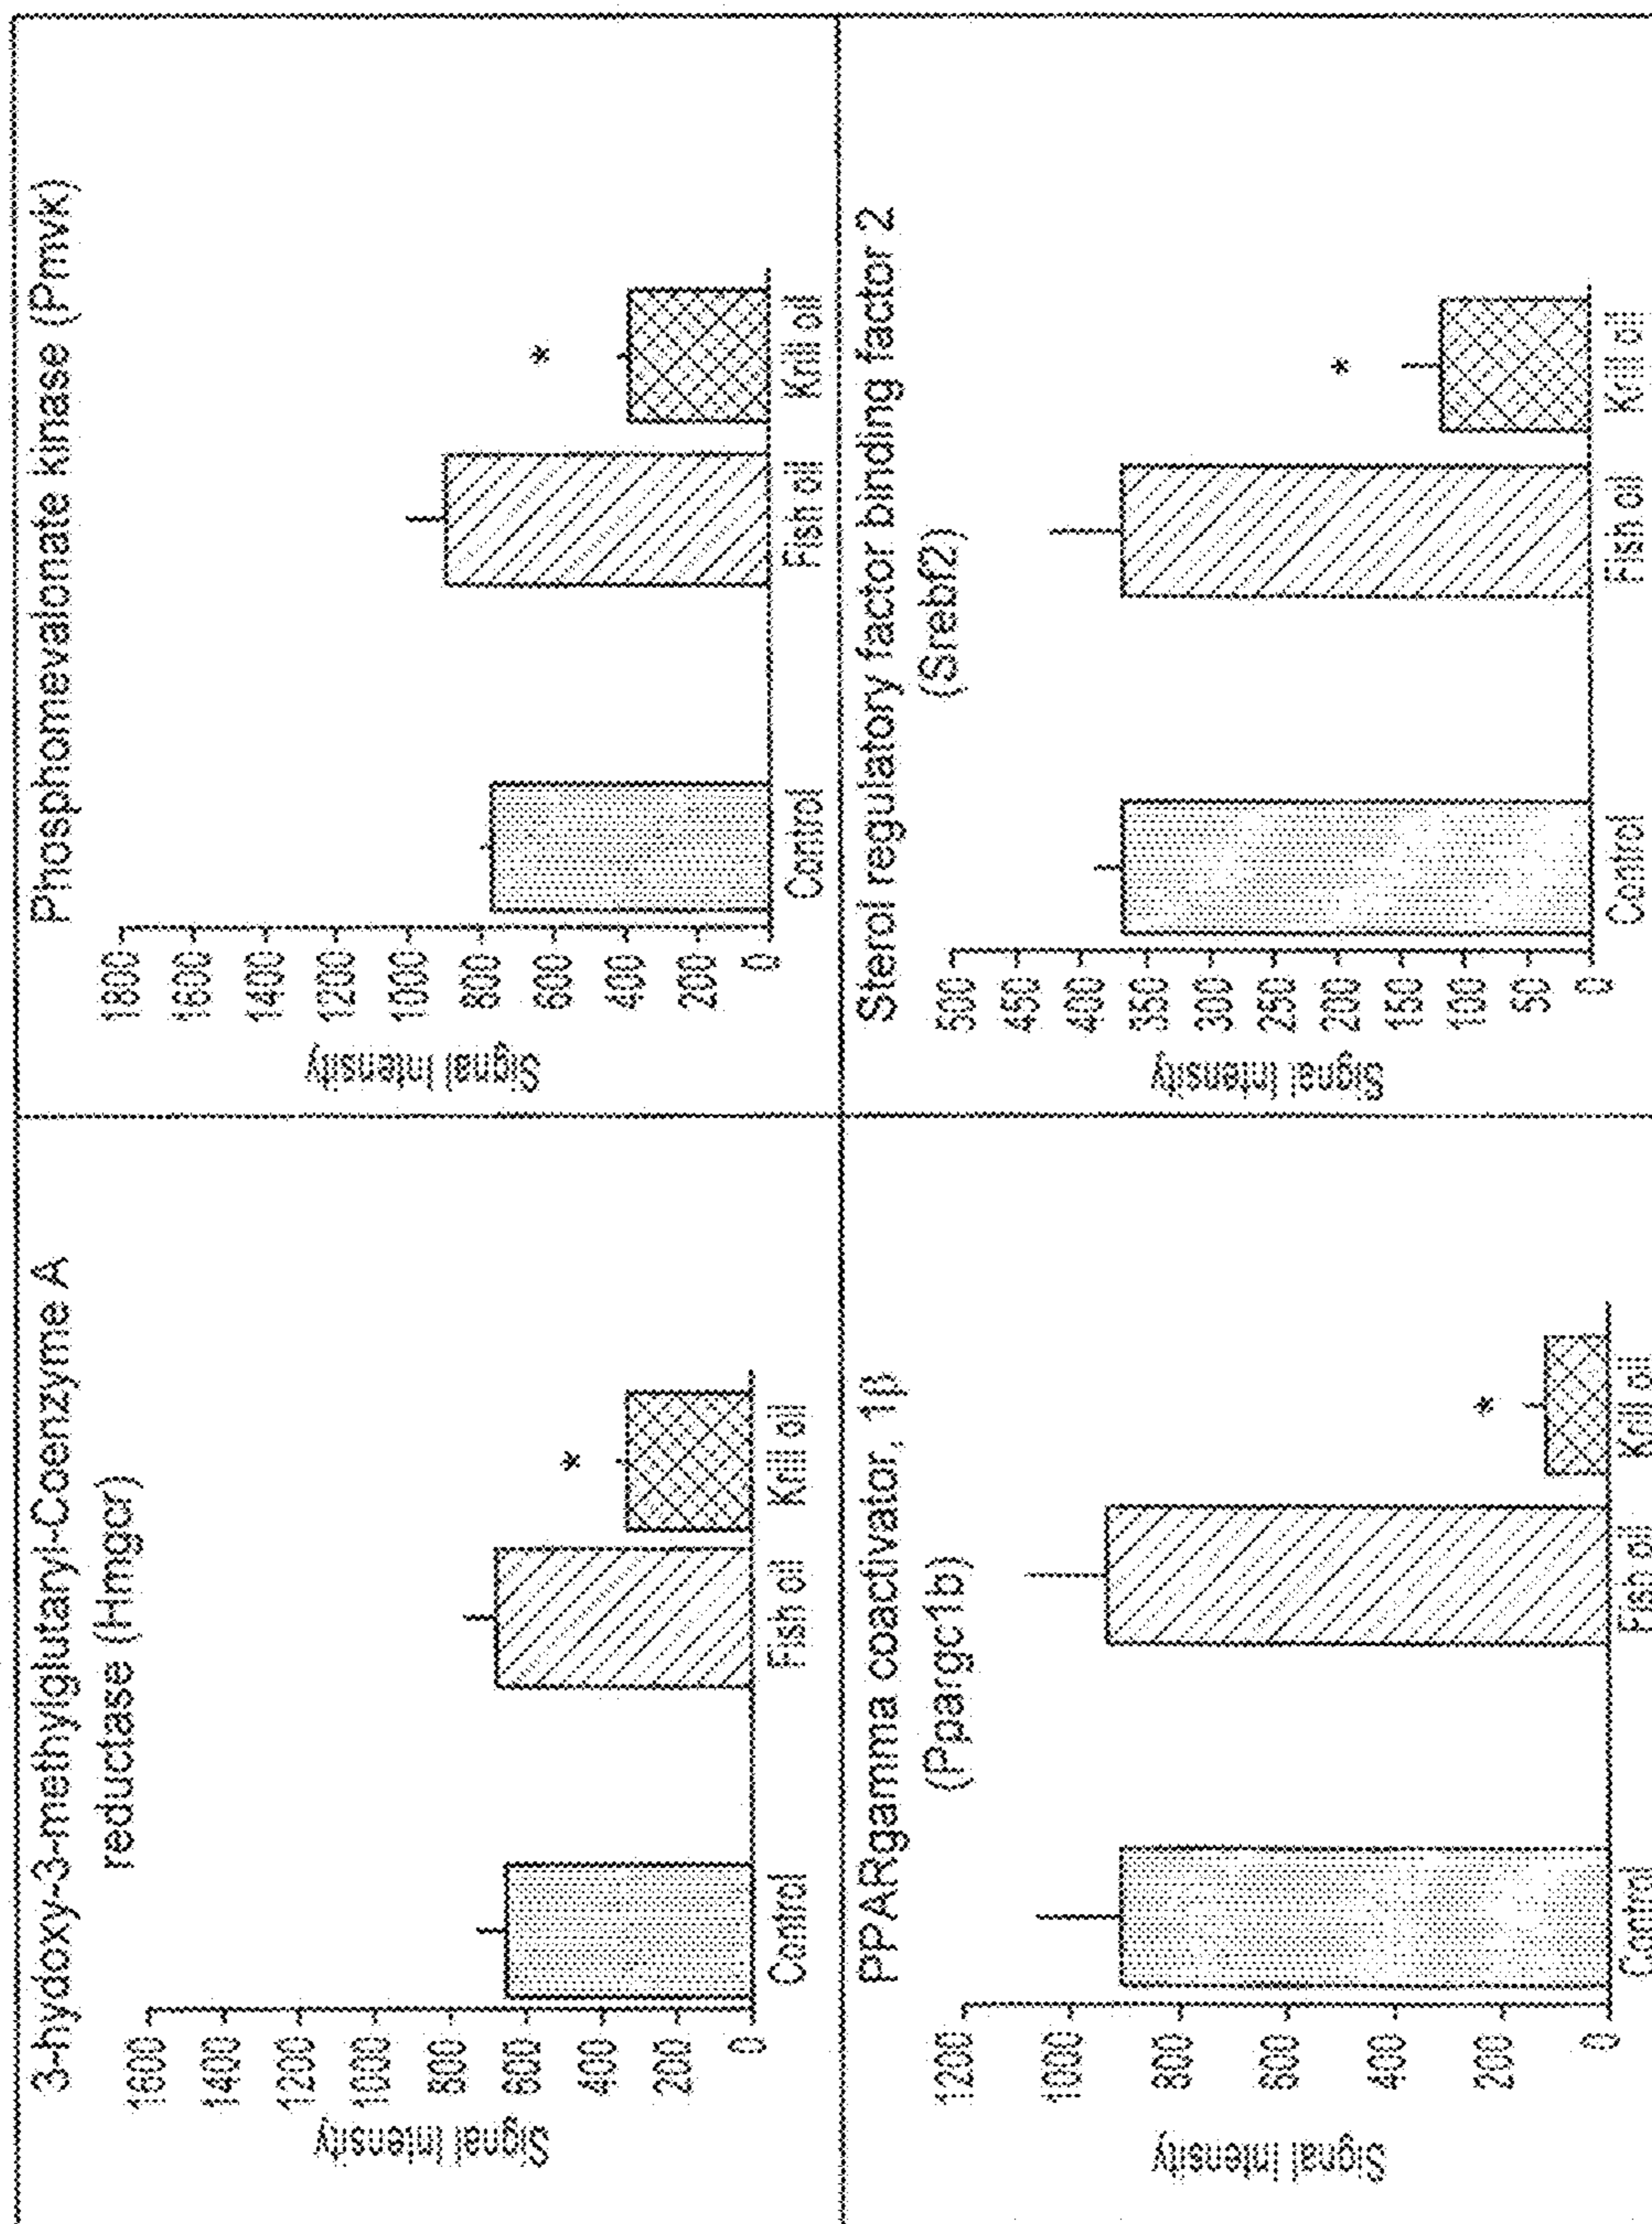 3-hydoxy-3-methylglutaryl-Coenzyme A
reductase (Hmgcr)
Signal Intensity
1600
1400
1200
1000
800
600
400
200
0
*
Control
Fish oil
Krill oil
Phosphomevalonate kinase (Pmvk)
Signal Intensity
1800
1600
1400
1200
1000
800
600
400
200
0
*
Control
Fish oil
Krill oil
PPARgamma coactivator, 1β
(Ppargc1b)
Signal Intensity
1200
1000
800
600
400
200
0
*
Control
Fish oil
Krill oil
Sterol regulatory factor binding factor 2
(Srebf2)
Signal Intensity
500
450
400
350
300
250
200
150
100
50
0
*
Control
Fish oil
Krill oil